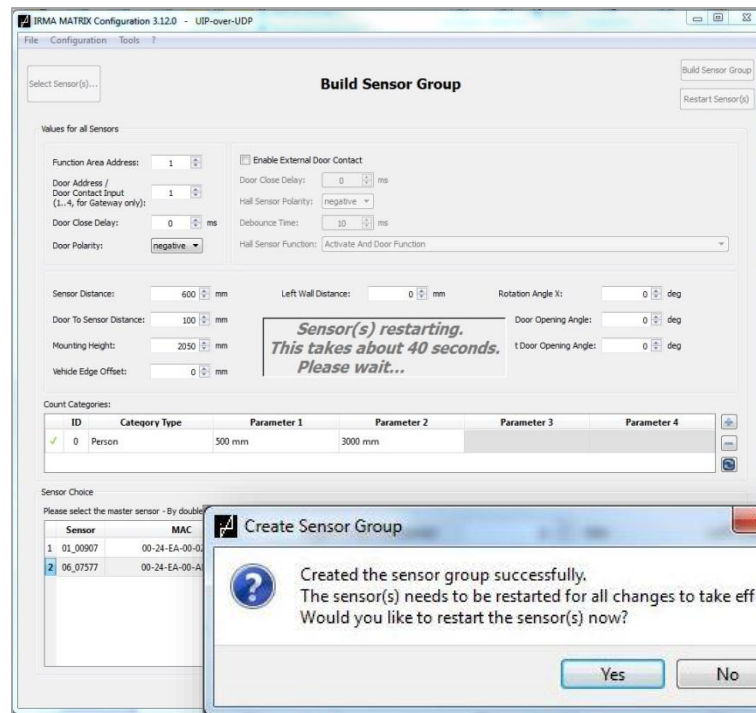 IRMA MATRIX Configuration 3.12.0 - UIP-over-UDP
File Configuration Tools ?
Select Sensor(s)...
Build Sensor Group
Build Sensor Group
Restart Sensor(s)
Values for all Sensors
Function Area Address: 1
Door Address /
Door Contact Input
(1..4, for Gateway only): 1
Door Close Delay: 0 ms
Door Polarity: negative
Enable External Door Contact
Door Close Delay: 0 ms
Hall Sensor Polarity: negative
Debounce Time: 10 ms
Hall Sensor Function: Activate And Door Function
Sensor Distance: 600 mm Left Wall Distance: 0 mm Rotation Angle X: 0 deg
Door To Sensor Distance: 100 mm Door Opening Angle: 0 deg
Mounting Height: 2050 mm t Door Opening Angle: 0 deg
Vehicle Edge Offset: 0 mm
Sensor(s) restarting.
This takes about 40 seconds.
Please wait...
Count Categories:
ID Category Type Parameter 1 Parameter 2 Parameter 3 Parameter 4
0 Person 500 mm 3000 mm
Sensor Choice
Please select the master sensor - By double
Sensor MAC
1 01_00907 00-24-EA-00-02
2 06_07577 00-24-EA-00-A
Create Sensor Group
Created the sensor group successfully.
The sensor(s) needs to be restarted for all changes to take eff
Would you like to restart the sensor(s) now?
Yes No